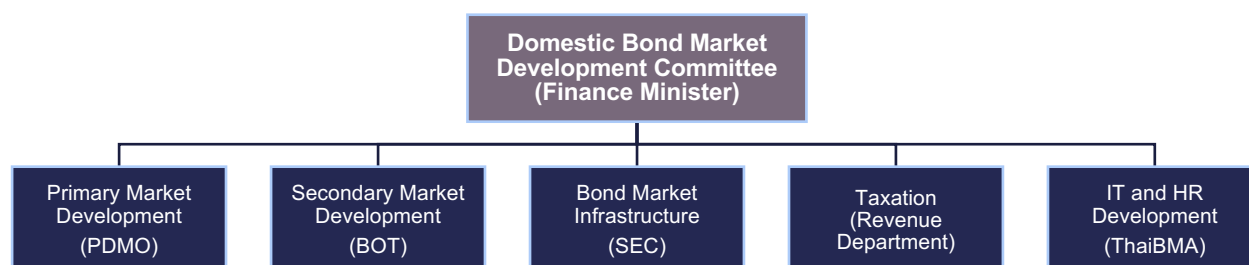 Domestic Bond Market
Development Committee
(Finance Minister)
Primary Market
Development
(PDMO)
Secondary Market
Development
(BOT)
Bond Market
Infrastructure
(SEC)
Taxation
(Revenue
Department)
IT and HR
Development
(ThaiBMA)